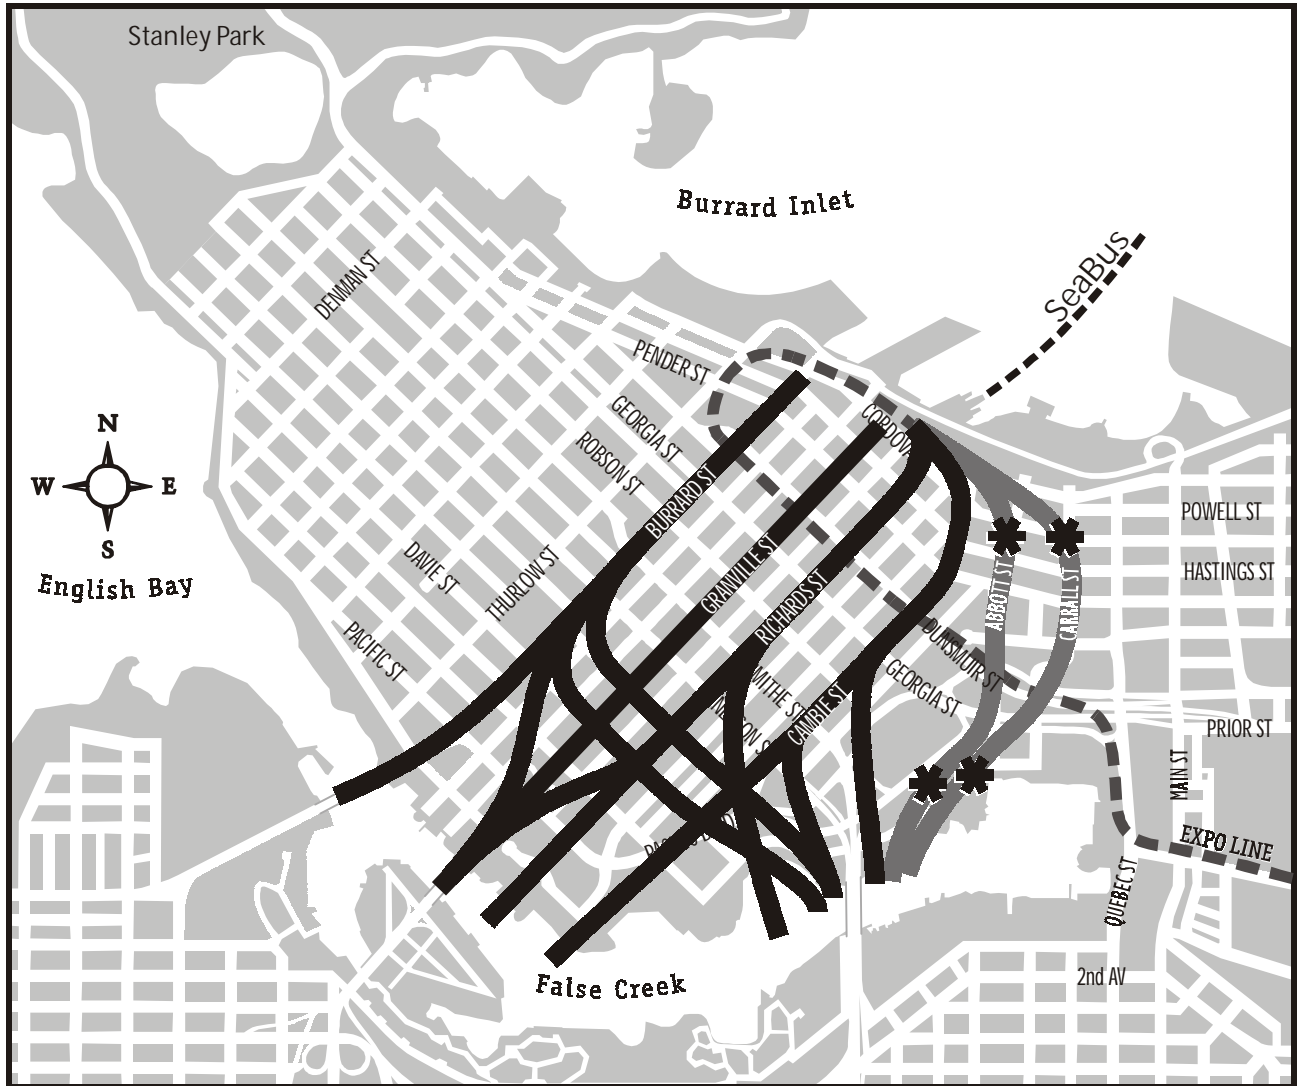 Stanley Park
Burrard Inlet
SeaBus
DENMAN ST
PENDER ST
GEORGIA ST
ROBSON ST
CORDOVA
N
W E
S
English Bay
BURRARD ST
POWELL ST
HASTINGS ST
DAVIE ST
THURLOW ST
GRANVILLE ST
RICHARDS ST
ABBOTT ST
CARRALL ST
PACIFIC ST
DUNSMUIR ST
GEORGIA ST
CAMBIE ST
PRIOR ST
MAIN ST
EXPO LINE
QUEBEC ST
2nd AV
False Creek